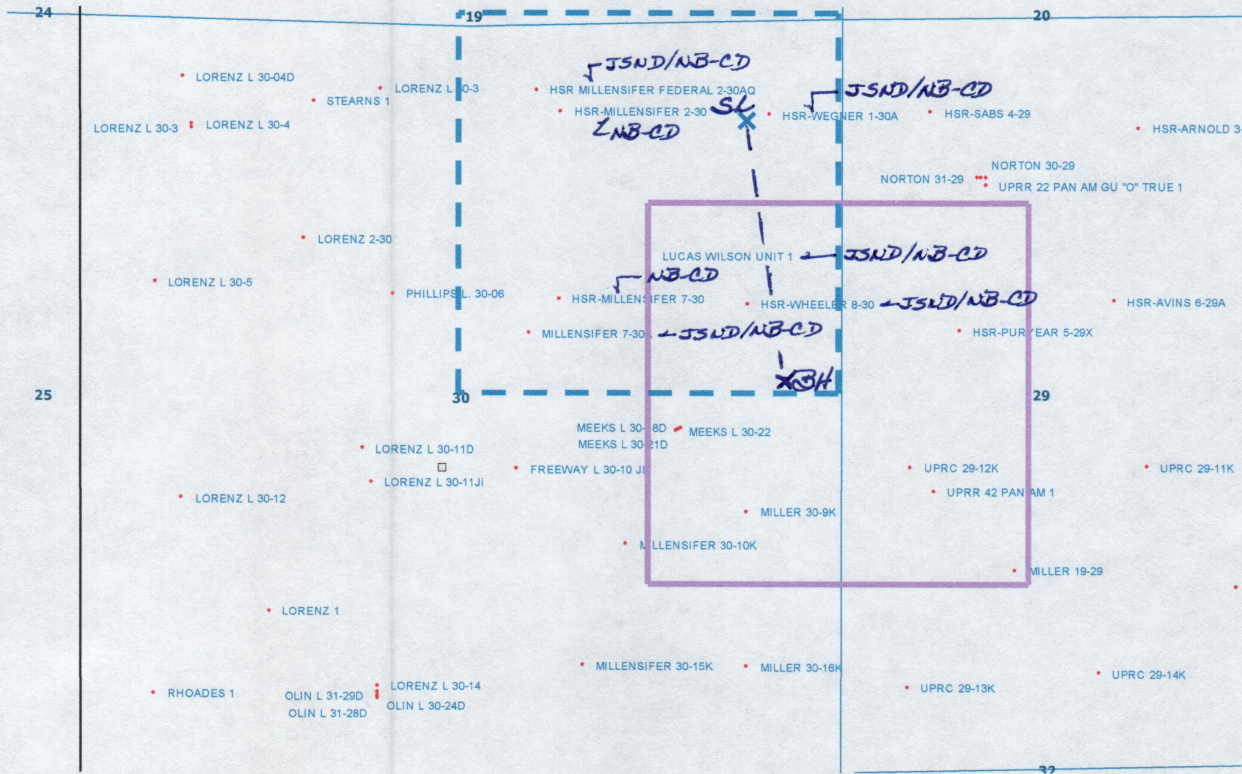 24
19
20
JSND/NB-CD
LORENZ L 30-04D
LORENZ L 30-3
HSR MILLENSIFER FEDERAL 2-30AQ
JSND/NB-CD
STEARNS 1
HSR-MILLENSIFER 2-30
SL
HSR-WEGNER 1-30A
HSR-SABS 4-29
LORENZ L 30-3
LORENZ L 30-4
NB-CD
HSR-ARNOLD 3-
NORTON 30-29
NORTON 31-29
UPRR 22 PAN AM GU "O" TRUE 1
LORENZ 2-30
LUCAS WILSON UNIT 1
JSND/NB-CD
LORENZ L 30-5
NB-CD
PHILLIPS L 30-06
HSR-MILLENSIFER 7-30
HSR-WHEELER 8-30
JSND/NB-CD
HSR-AVINS 6-29A
MILLENSIFER 7-30
JSND/NB-CD
HSR-PURYEAR 5-29X
BH
25
30
29
MEEKS L 30-18D
MEEKS L 30-22
MEEKS L 30-21D
LORENZ L 30-11D
FREEWAY L 30-10 JI
UPRC 29-12K
UPRC 29-11K
LORENZ L 30-11Ji
LORENZ L 30-12
UPRR 42 PAN AM 1
MILLER 30-9K
MILLENSIFER 30-10K
MILLER 19-29
LORENZ 1
MILLENSIFER 30-15K
MILLER 30-16K
UPRC 29-14K
RHOADES 1
LORENZ L 30-14
UPRC 29-13K
OLIN L 31-29D
OLIN L 30-24D
OLIN L 31-28D
32